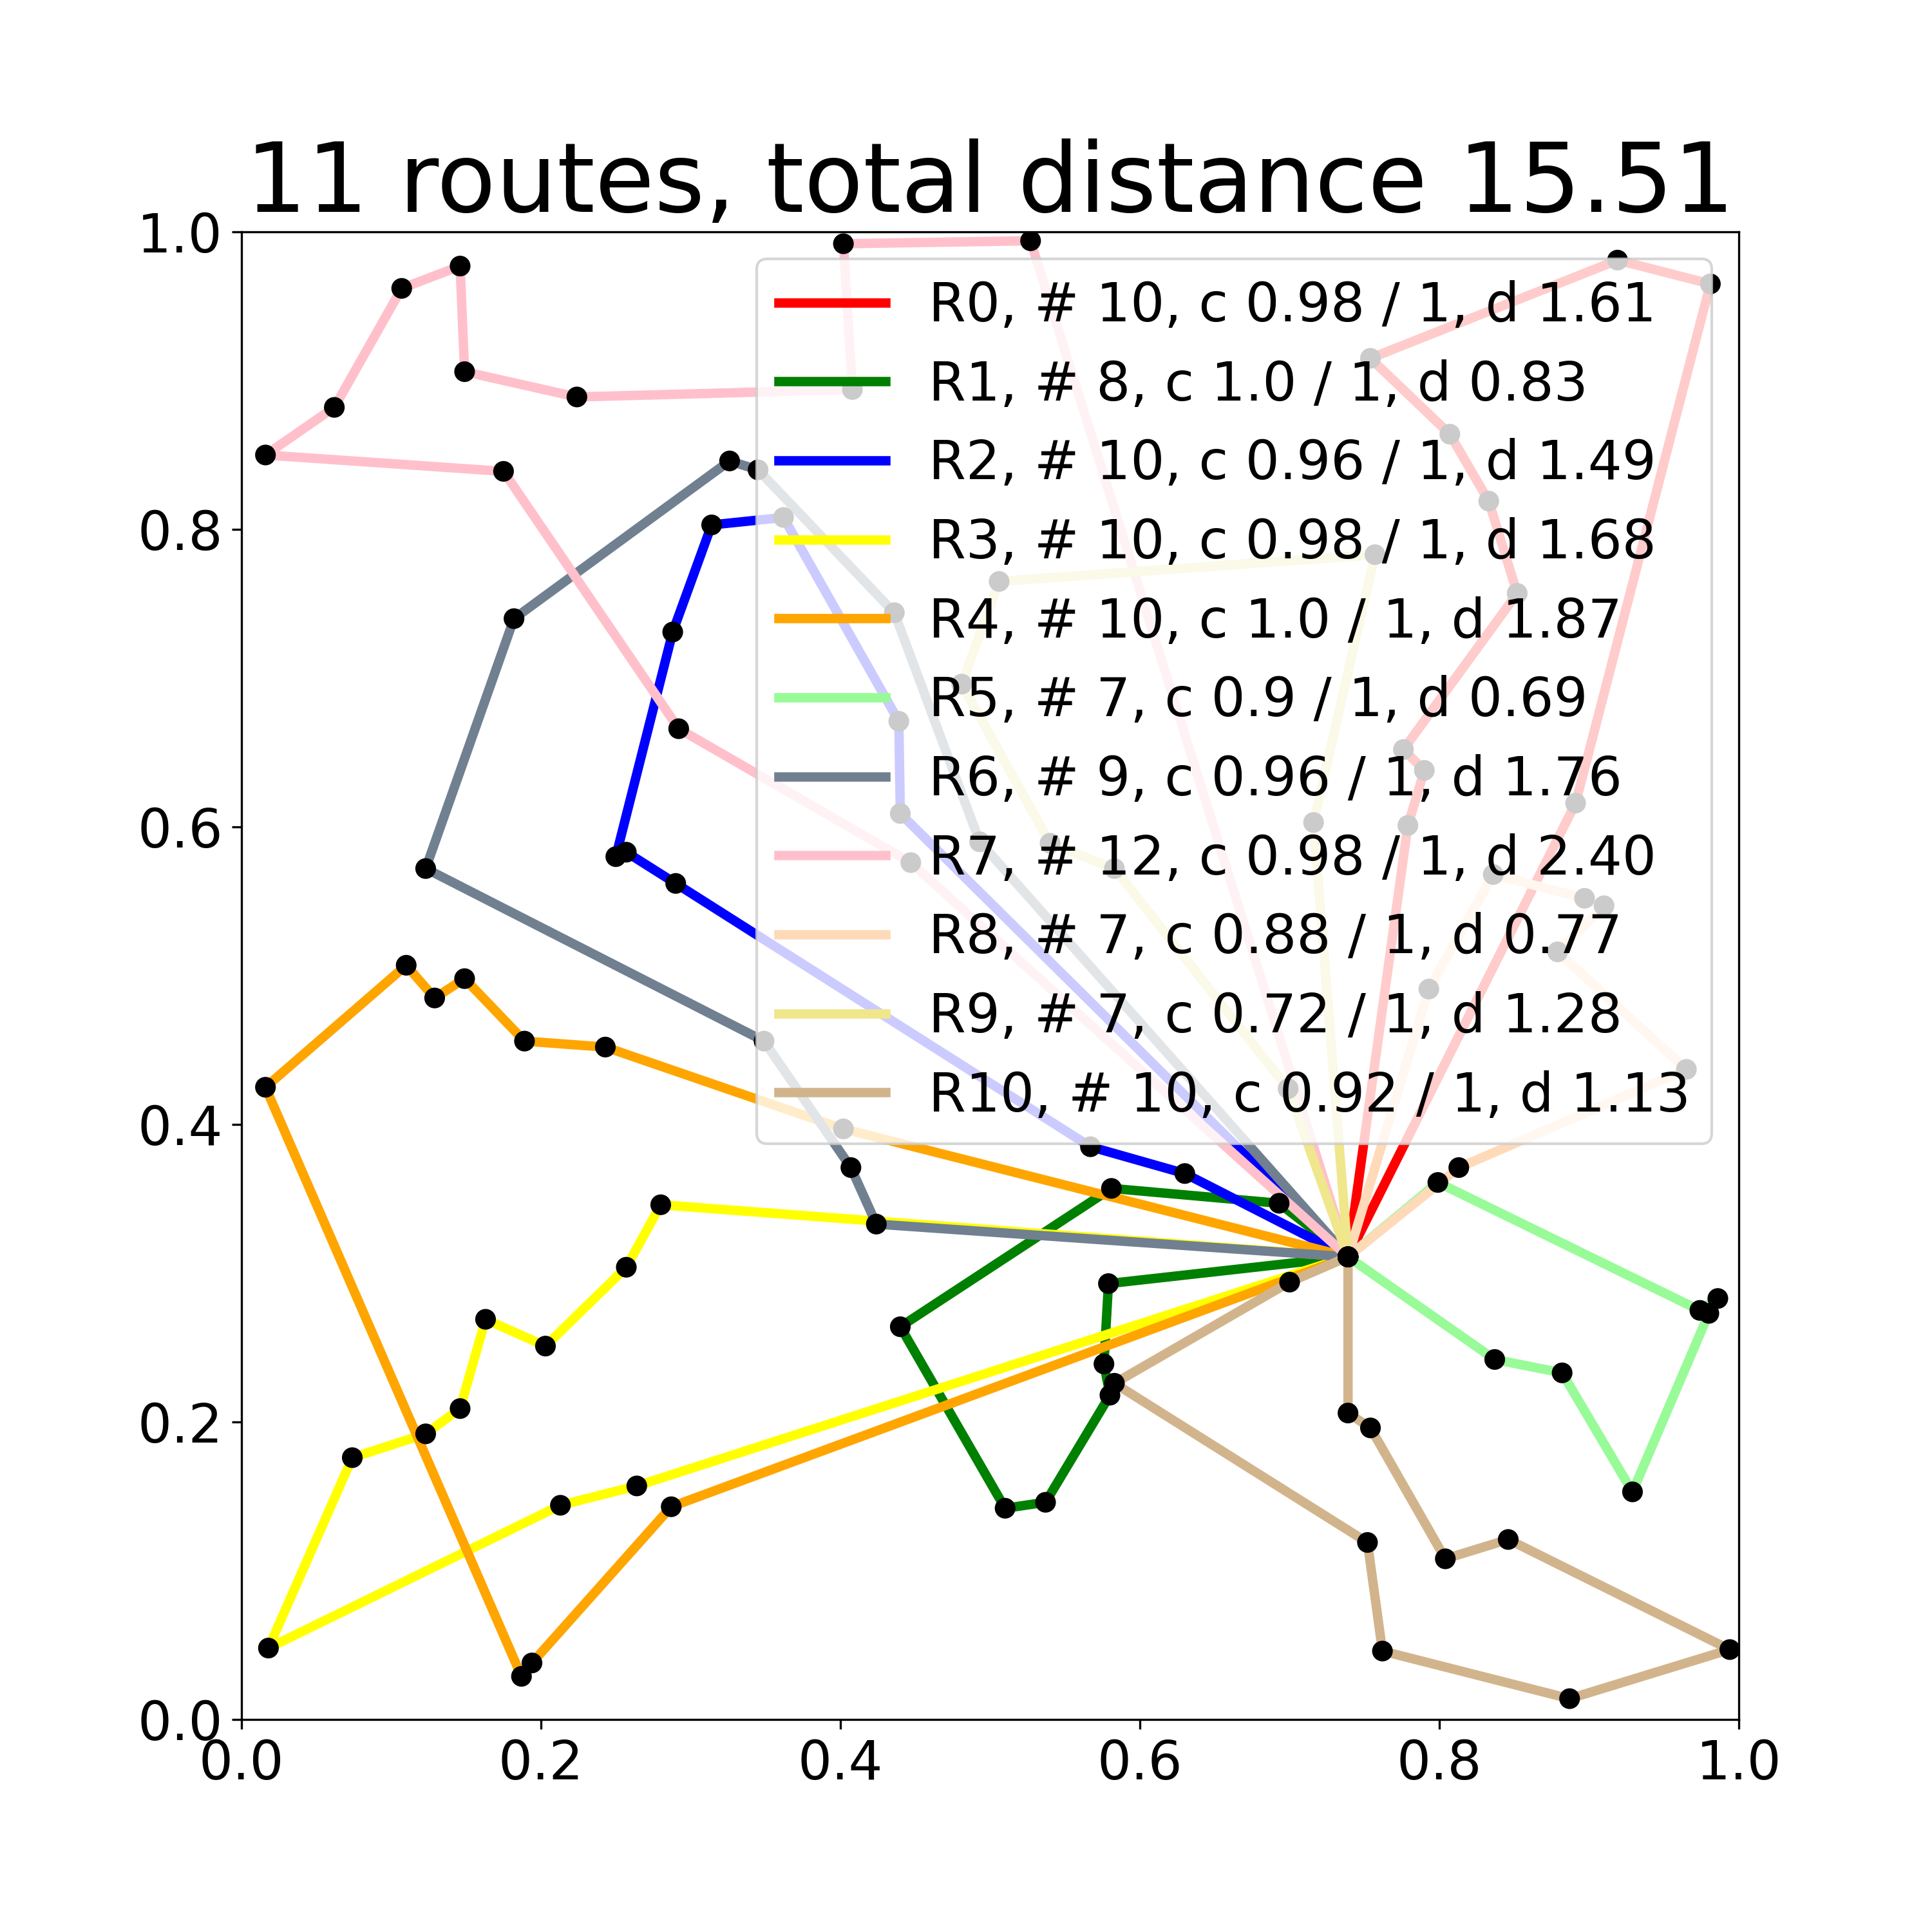 11 routes, total distance 15.51
1.0
0.8
0.6
0.4
0.2
0.0
0.0 0.2 0.4 0.6 0.8 1.0
R0, # 10, c 0.98 / 1, d 1.61
R1, # 8, c 1.0 / 1, d 0.83
R2, # 10, c 0.96 / 1, d 1.49
R3, # 10, c 0.98 / 1, d 1.68
R4, # 10, c 1.0 / 1, d 1.87
R5, # 7, c 0.9 / 1, d 0.69
R6, # 9, c 0.96 / 1, d 1.76
R7, # 12, c 0.98 / 1, d 2.40
R8, # 7, c 0.88 / 1, d 0.77
R9, # 7, c 0.72 / 1, d 1.28
R10, # 10, c 0.92 / 1, d 1.13